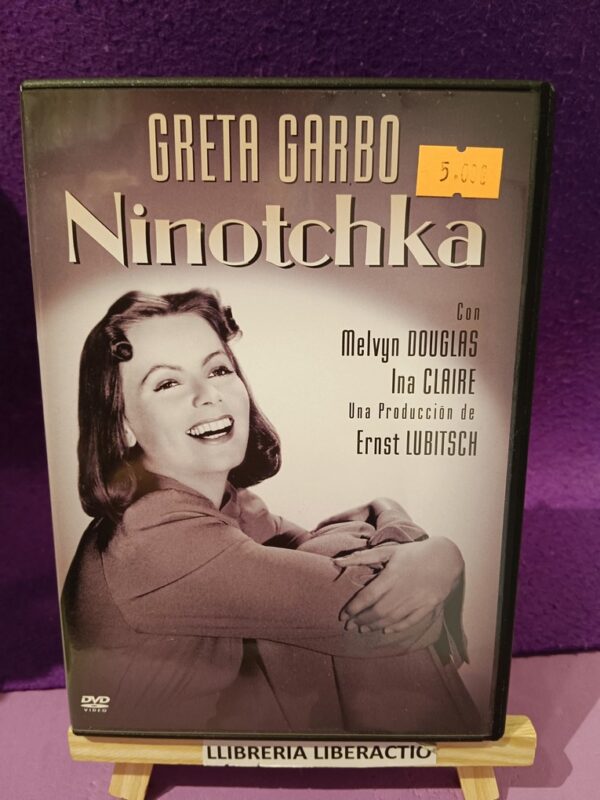 GRETA GARBO
5.00€
Ninotchka
Con
Melvyn DOUGLAS
Ina CLAIRE
Una Producción de
Ernst LUBITSCH
DVD
VIDEO
LLIBRERIA LIBERACTIO